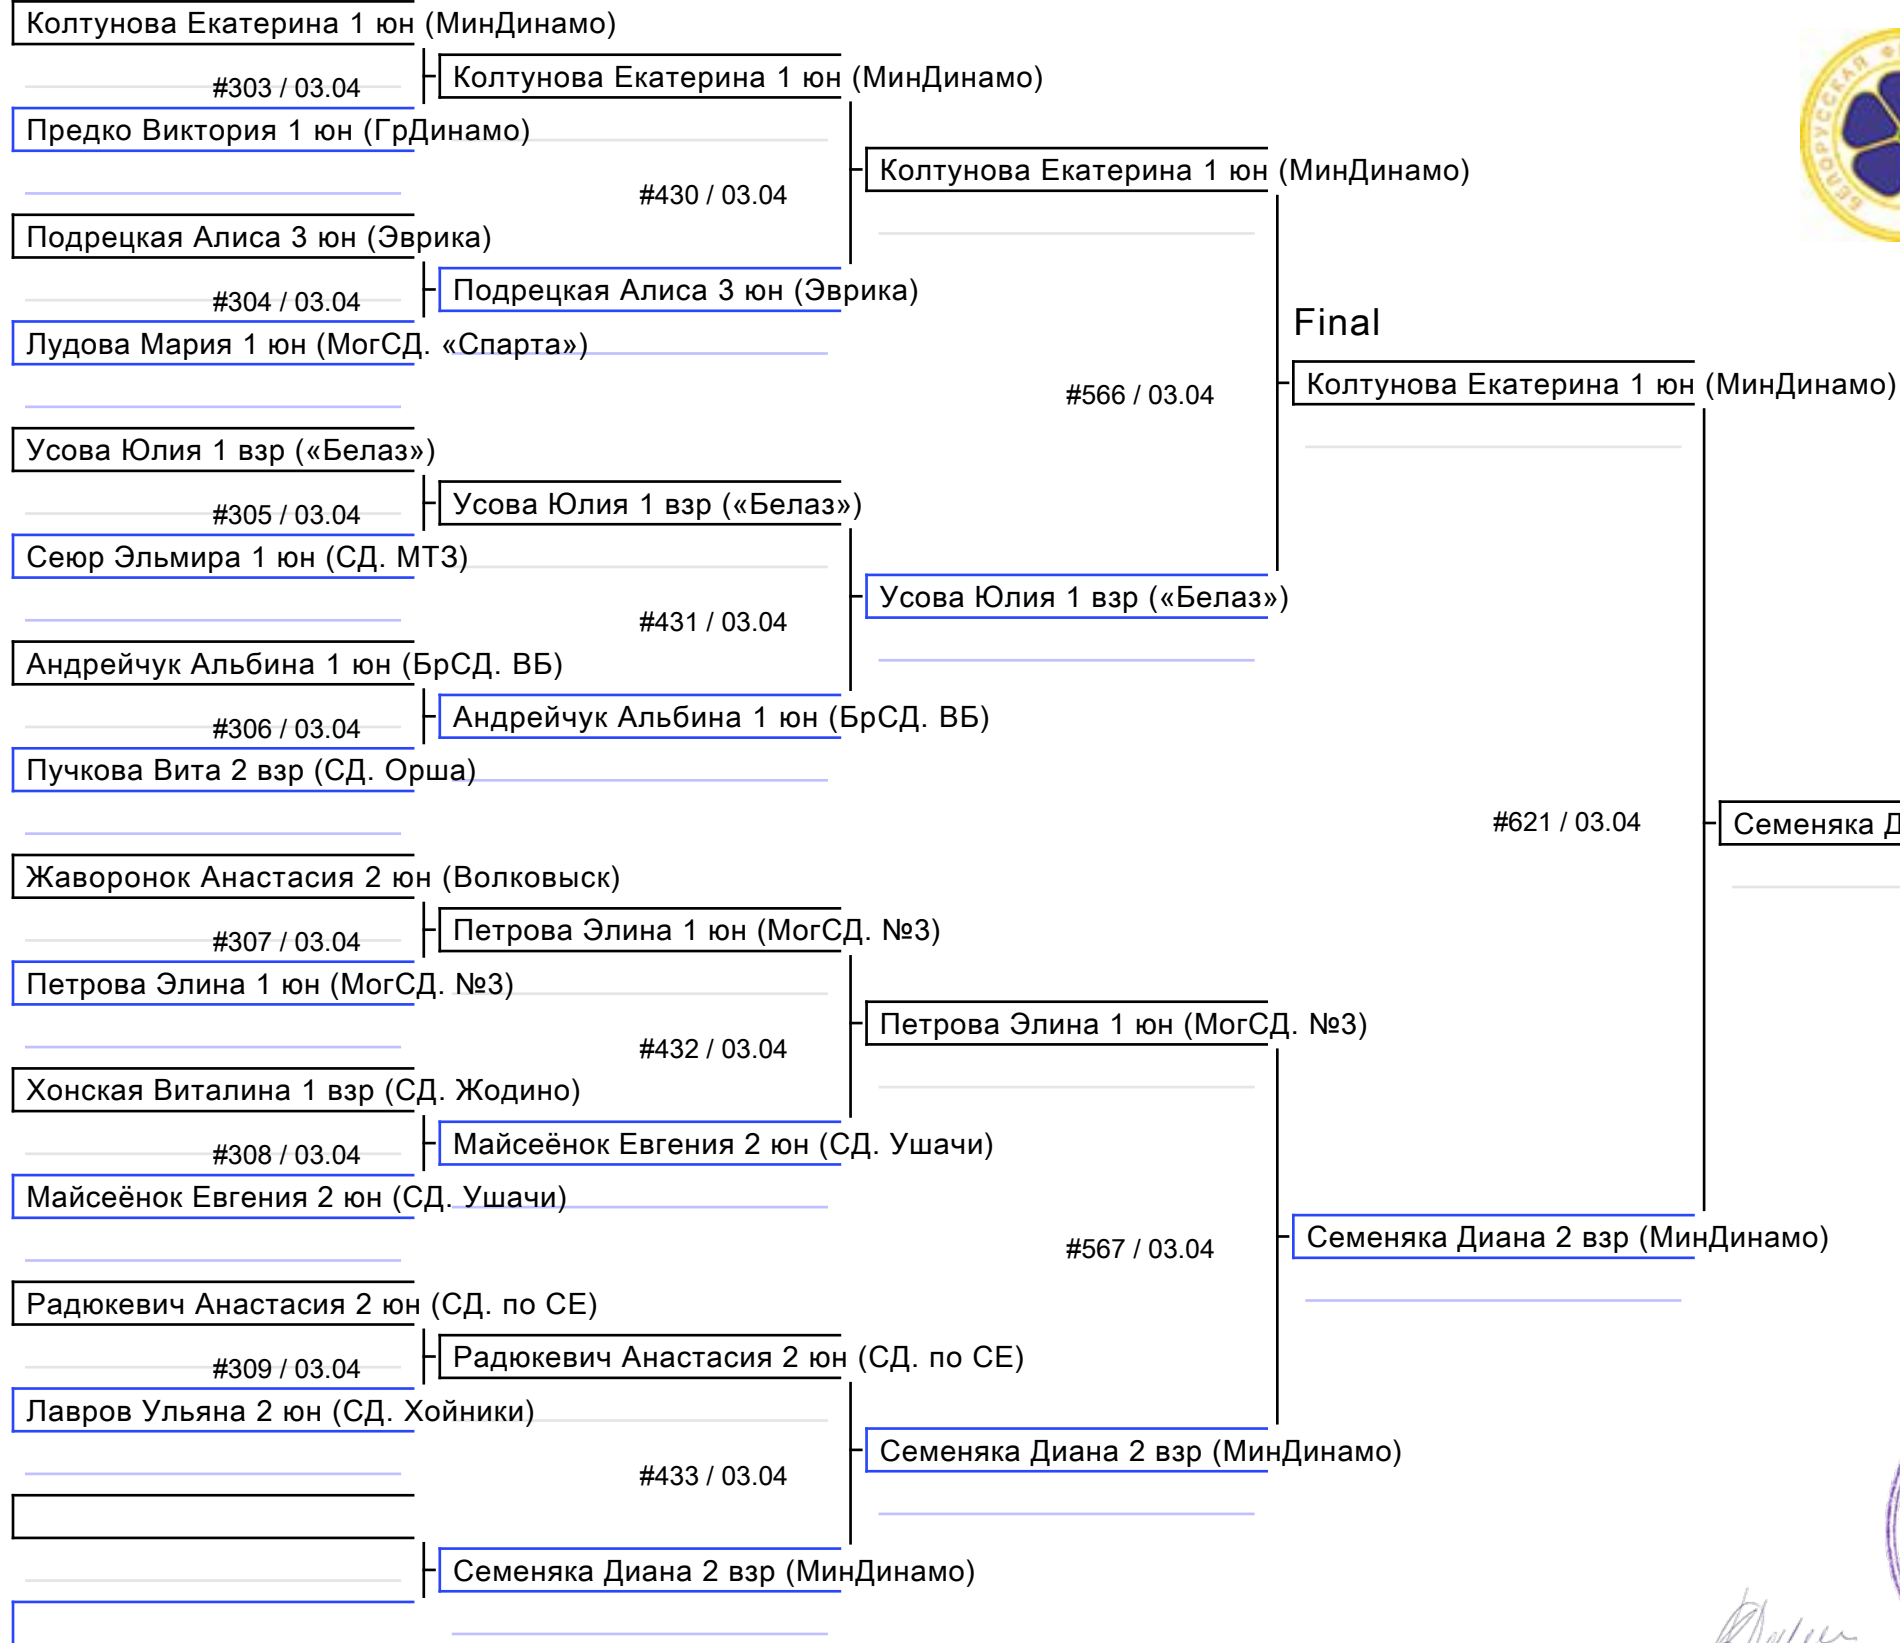 Колтунова Екатерина 1 юн (МинДинамо)
#303 / 03.04
Предко Виктория 1 юн (ГрДинамо)
Подрецкая Алиса 3 юн (Эврика)
#304 / 03.04
Лудова Мария 1 юн (МогСД. «Спарта»)
Усова Юлия 1 взр («Белаз»)
#305 / 03.04
Сеюр Эльмира 1 юн (СД. МТЗ)
Андрейчук Альбина 1 юн (БрСД. ВБ)
#306 / 03.04
Пучкова Вита 2 взр (СД. Орша)
Жаворонок Анастасия 2 юн (Волковыск)
#307 / 03.04
Петрова Элина 1 юн (МогСД. №3)
Хонская Виталина 1 взр (СД. Жодино)
#308 / 03.04
Майсеёнок Евгения 2 юн (СД. Ушачи)
Радюкевич Анастасия 2 юн (СД. по СЕ)
#309 / 03.04
Лавров Ульяна 2 юн (СД. Хойники)
Колтунова Екатерина 1 юн (МинДинамо)
#430 / 03.04
Подрецкая Алиса 3 юн (Эврика)
Усова Юлия 1 взр («Белаз»)
#431 / 03.04
Андрейчук Альбина 1 юн (БрСД. ВБ)
Петрова Элина 1 юн (МогСД. №3)
#432 / 03.04
Майсеёнок Евгения 2 юн (СД. Ушачи)
Радюкевич Анастасия 2 юн (СД. по СЕ)
#433 / 03.04
Семеняка Диана 2 взр (МинДинамо)
Колтунова Екатерина 1 юн (МинДинамо)
#566 / 03.04
Усова Юлия 1 взр («Белаз»)
Петрова Элина 1 юн (МогСД. №3)
#567 / 03.04
Семеняка Диана 2 взр (МинДинамо)
Final
Колтунова Екатерина 1 юн (МинДинамо)
#621 / 03.04
Семеняка Диана 2 взр (МинДинамо)
Семеняка Д
БЕЛОРУССКАЯ